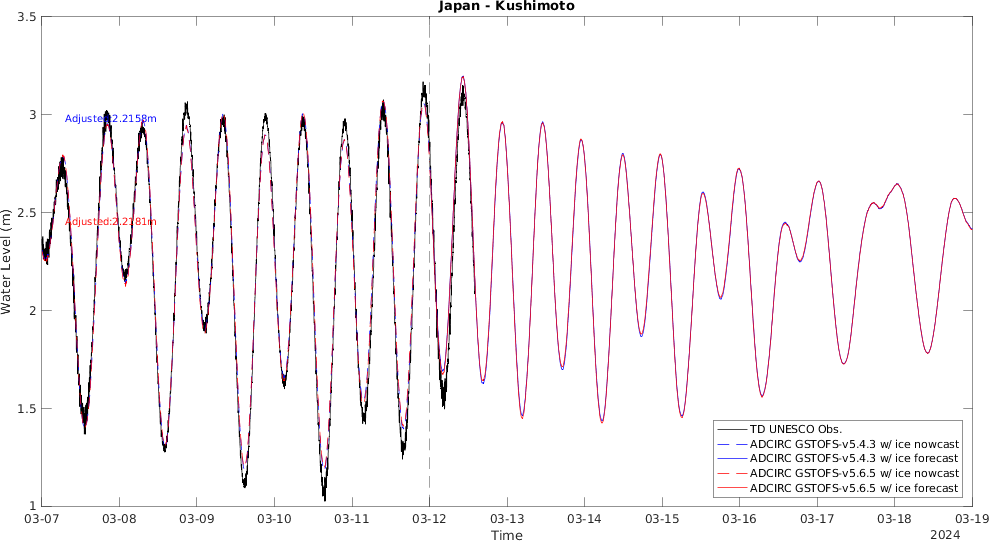 Japan - Kushimoto
Water Level (m)
3.5
3
2.5
2
1.5
1
Adjusted:2.2158m
Adjusted:2.2181m
TD UNESCO Obs.
ADCIRC GSTOFS-v5.4.3 w/ ice nowcast
ADCIRC GSTOFS-v5.4.3 w/ ice forecast
ADCIRC GSTOFS-v5.6.5 w/ ice nowcast
ADCIRC GSTOFS-v5.6.5 w/ ice forecast
03-07 03-08 03-09 03-10 03-11 03-12 03-13 03-14 03-15 03-16 03-17 03-18 03-19
Time
2024